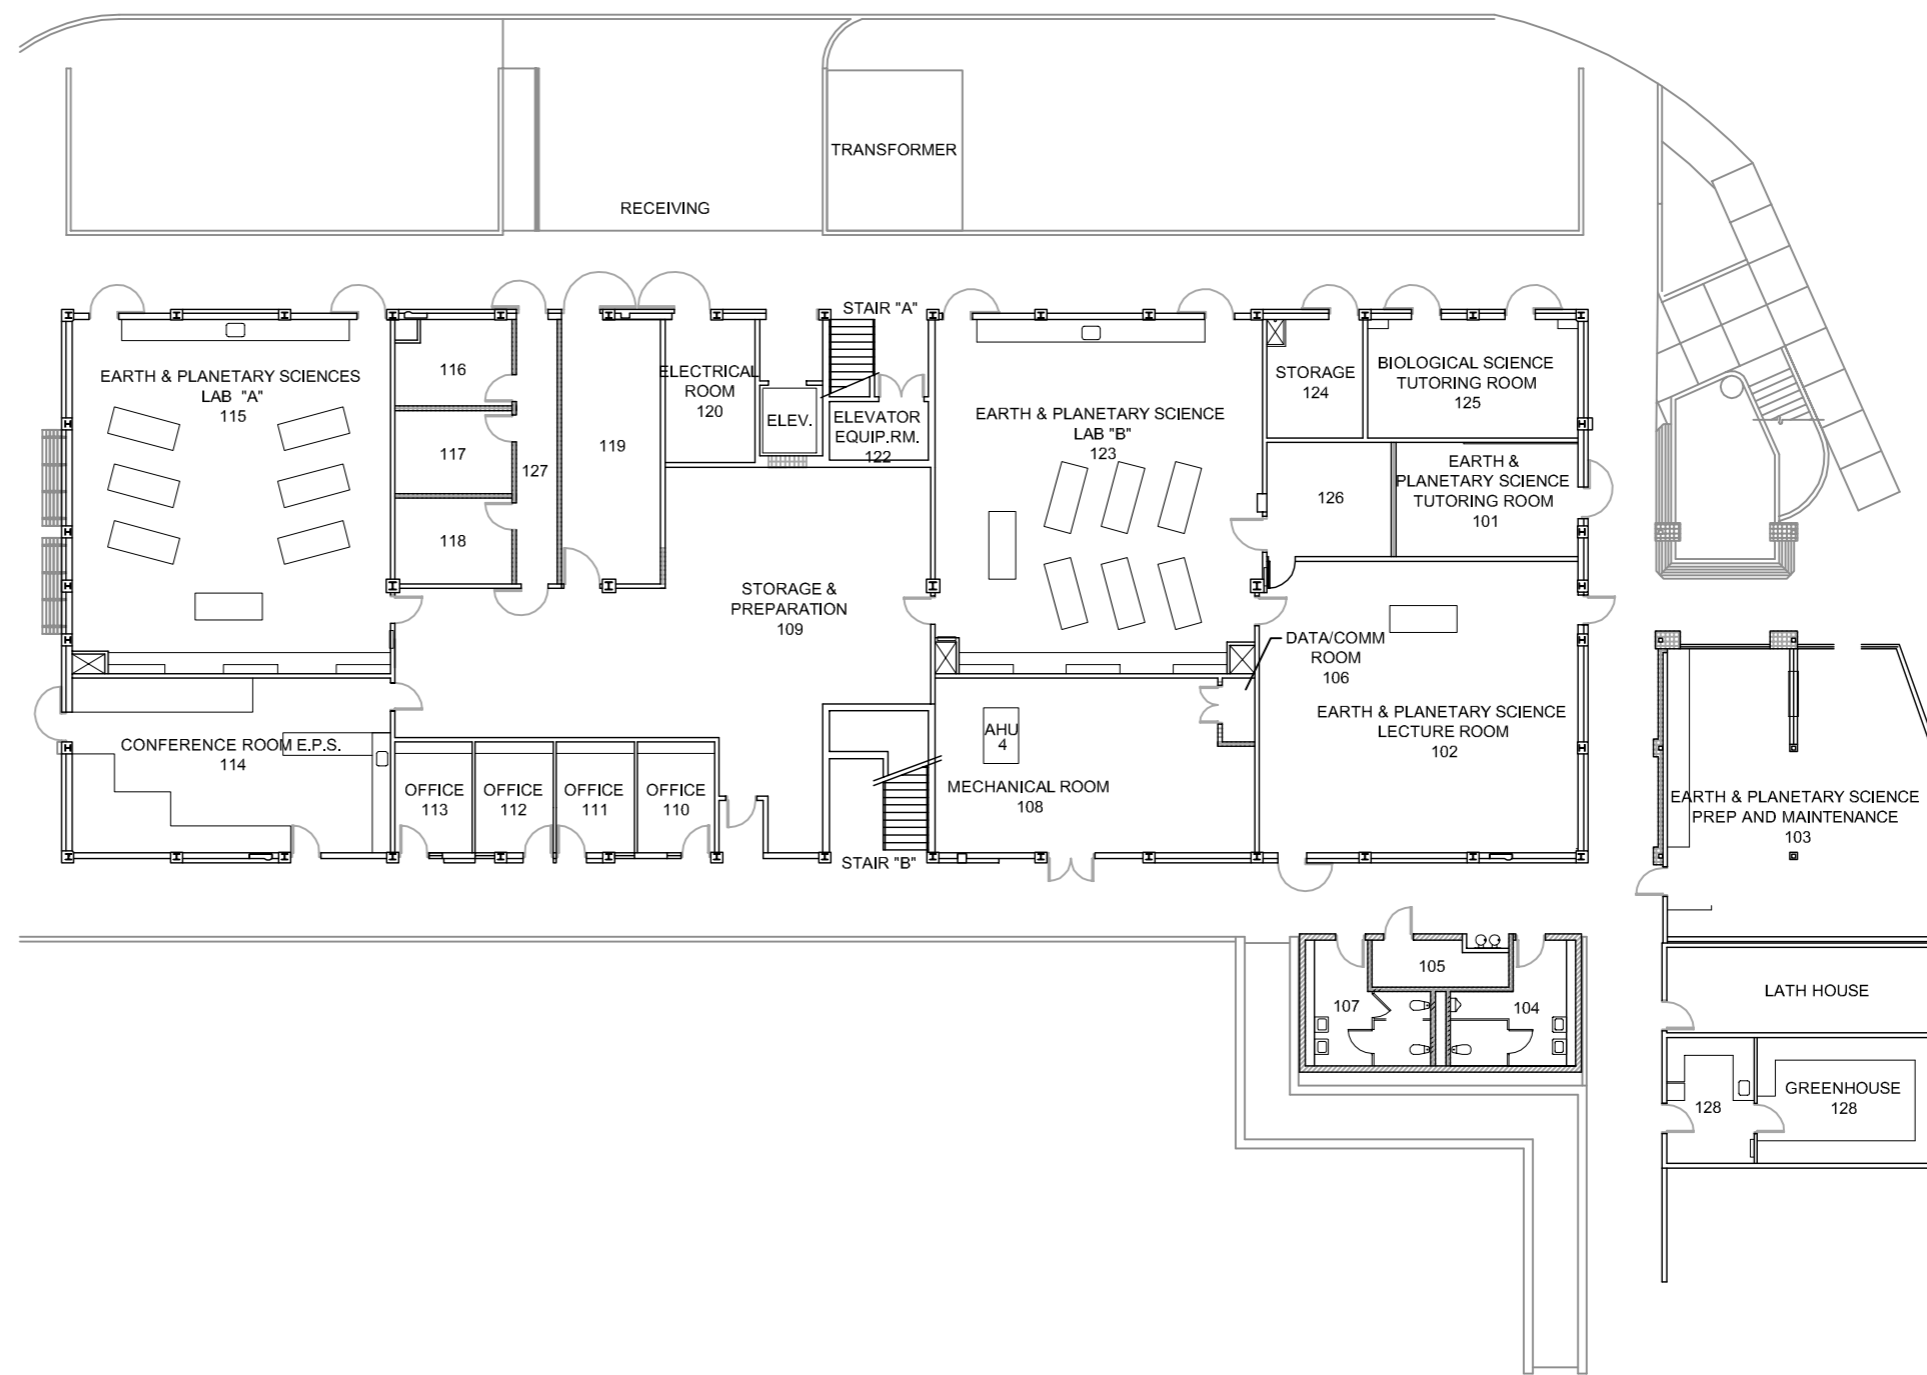 TRANSFORMER
RECEIVING
STAIR "A"
EARTH & PLANETARY SCIENCES
LAB "A"
115
116
117
118
127
119
ELECTRICAL
ROOM
120
ELEV.
ELEVATOR
EQUIP.RM.
122
EARTH & PLANETARY SCIENCE
LAB "B"
123
STORAGE
124
BIOLOGICAL SCIENCE
TUTORING ROOM
125
126
EARTH &
PLANETARY SCIENCE
TUTORING ROOM
101
STORAGE &
PREPARATION
109
DATA/COMM
ROOM
106
EARTH & PLANETARY SCIENCE
LECTURE ROOM
102
CONFERENCE ROOM E.P.S.
114
OFFICE
113
OFFICE
112
OFFICE
111
OFFICE
110
AHU
4
MECHANICAL ROOM
108
STAIR "B"
EARTH & PLANETARY SCIENCE
PREP AND MAINTENANCE
103
105
107
104
LATH HOUSE
128
GREENHOUSE
128